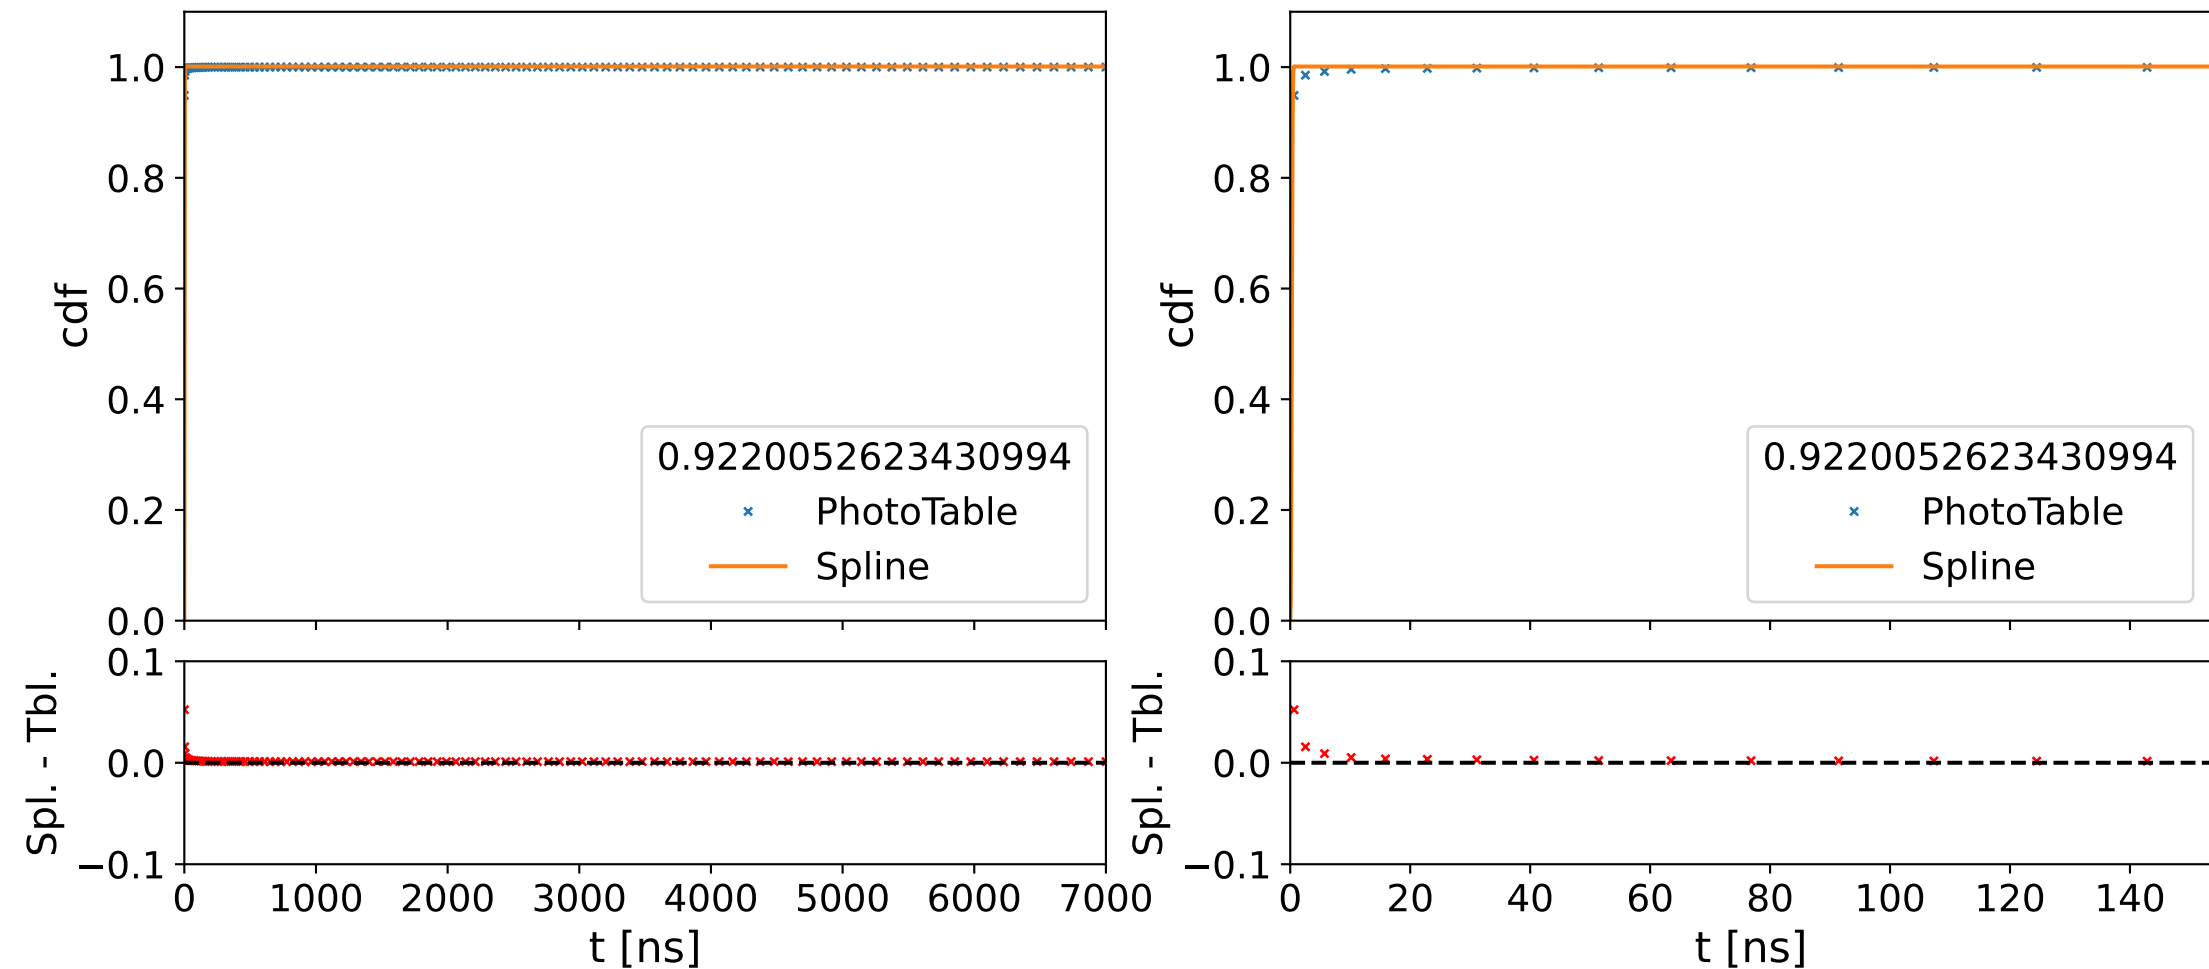 1.0
0.8
0.6
0.4
0.2
0.0
cdf
0.9220052623430994
PhotoTable
Spline
0.1
0.0
−0.1
Spl. - Tbl.
0 1000 2000 3000 4000 5000 6000 7000
t [ns]
1.0
0.8
0.6
0.4
0.2
0.0
cdf
0.9220052623430994
PhotoTable
Spline
0.1
0.0
−0.1
Spl. - Tbl.
0 20 40 60 80 100 120 140
t [ns]